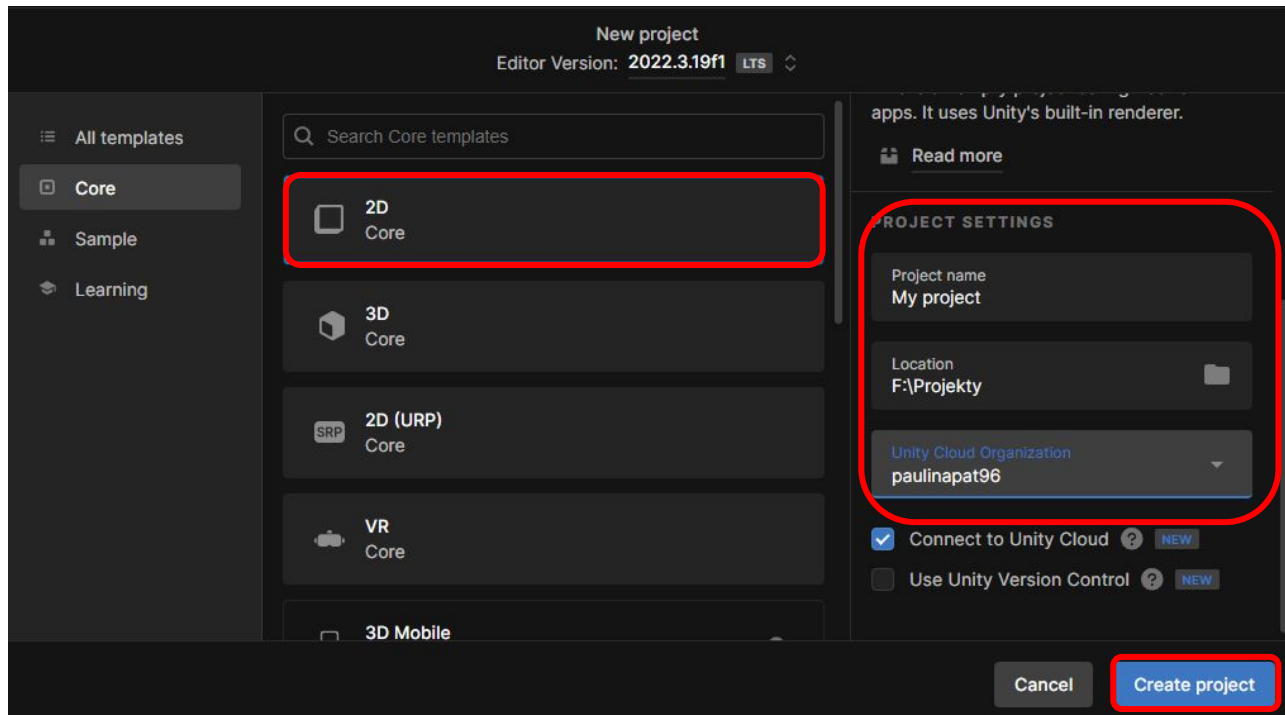 New project
Editor Version: 2022.3.19f1 LTS
All templates
Core
Sample
Learning
Search Core templates
2D
Core
3D
Core
SRP
2D (URP)
Core
VR
Core
3D Mobile
apps. It uses Unity's built-in renderer.
Read more
PROJECT SETTINGS
Project name
My project
Location
F:\Projekty
Unity Cloud Organization
paulinapat96
Connect to Unity Cloud ? NEW
Use Unity Version Control ? NEW
Cancel
Create project